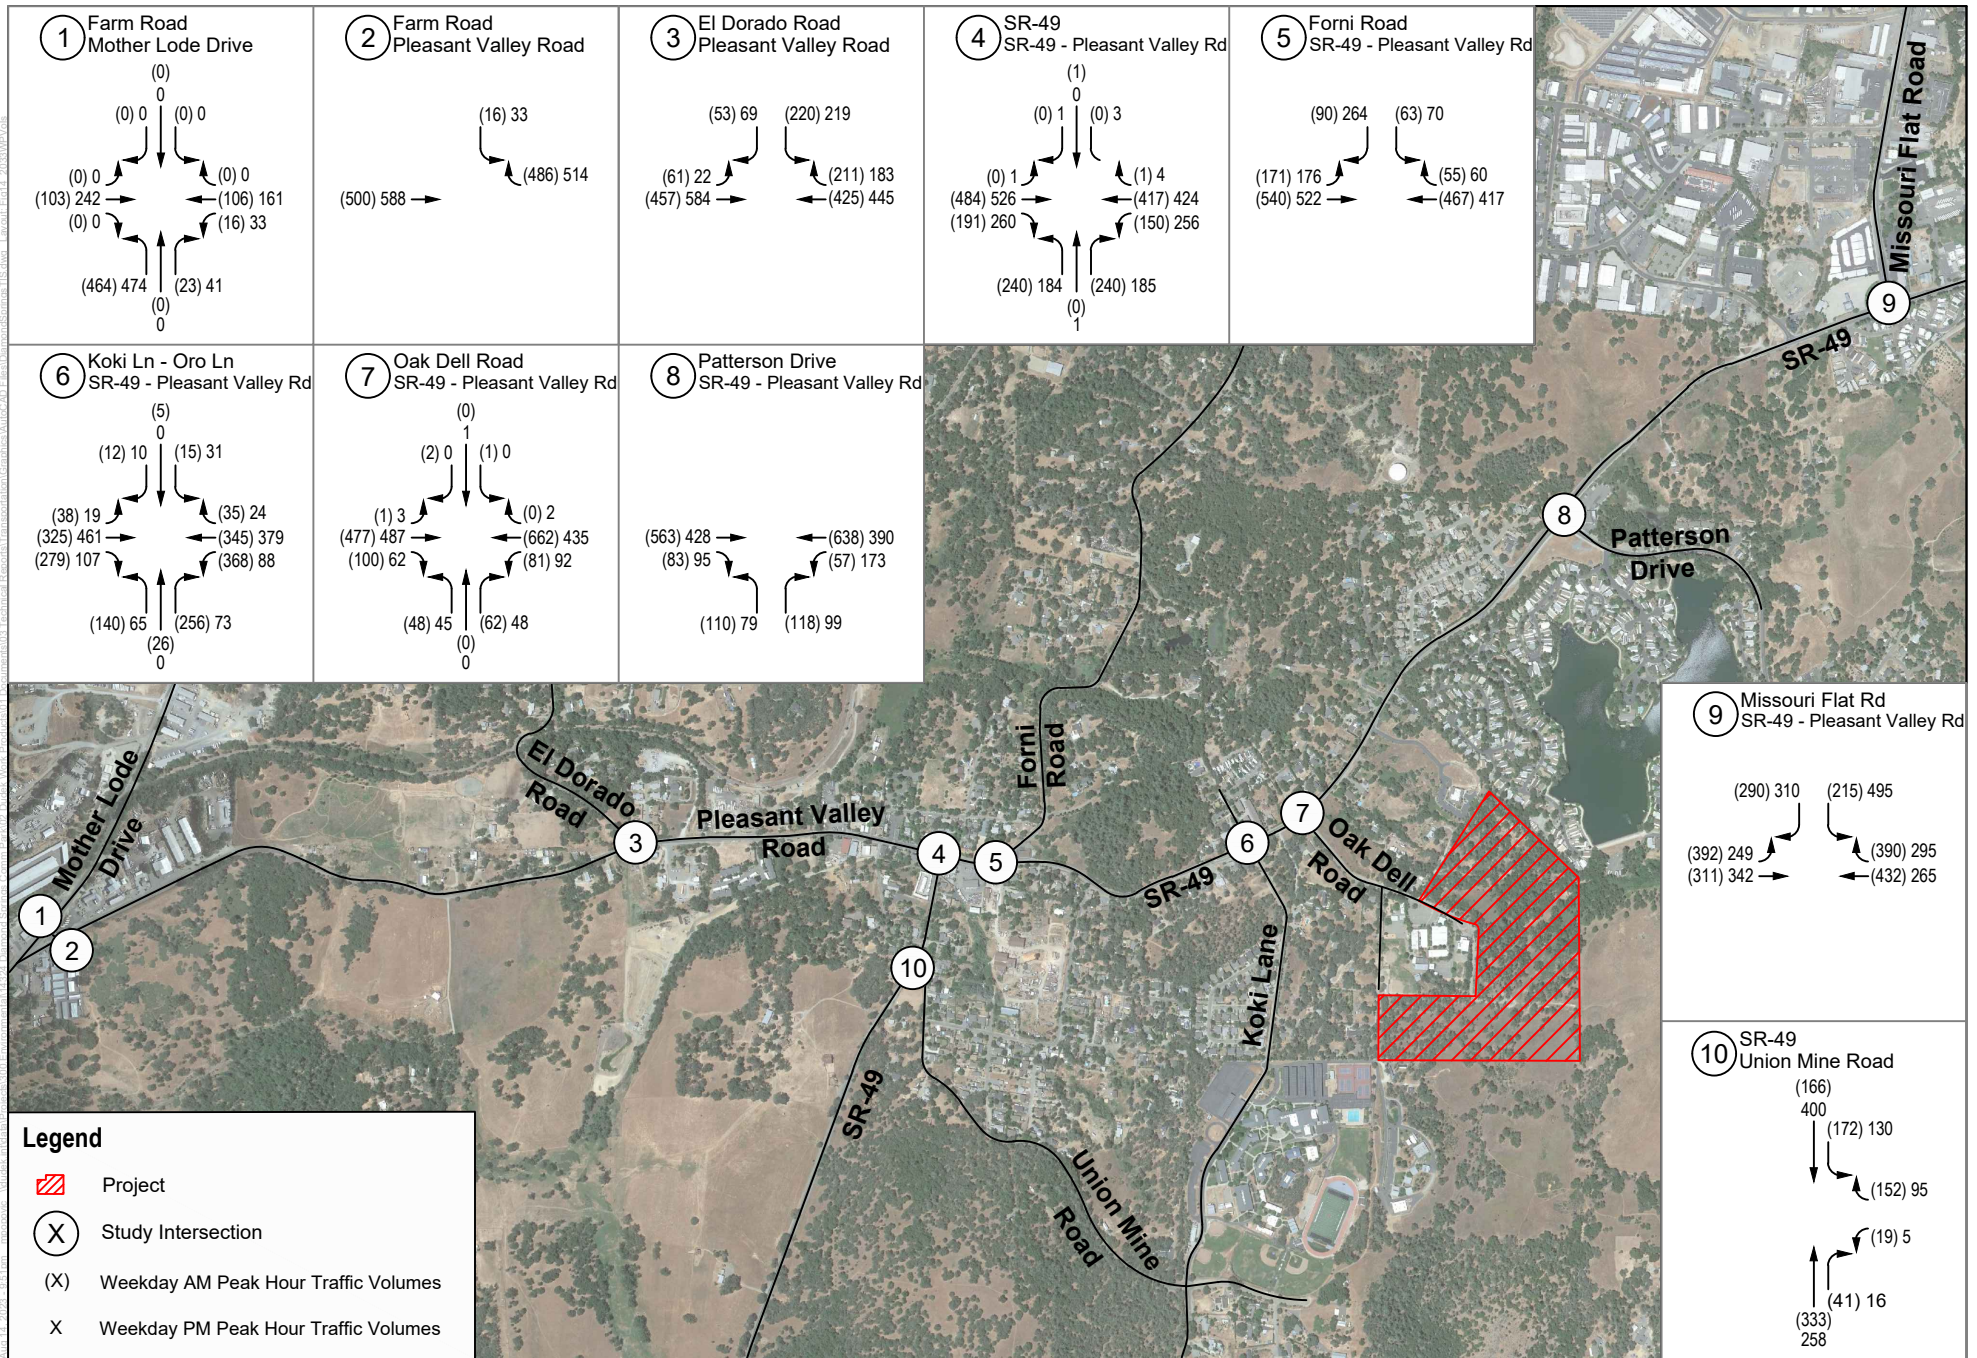 1
Farm Road
Mother Lode Drive
(0)
0
(0) 0
(0) 0
(0) 0
(103) 242
(0) 0
(0) 0
(106) 161
(16) 33
(464) 474
(23) 41
(0)
0
2
Farm Road
Pleasant Valley Road
(16) 33
(486) 514
(500) 588
3
El Dorado Road
Pleasant Valley Road
(53) 69
(220) 219
(61) 22
(457) 584
(211) 183
(425) 445
4
SR-49
SR-49 - Pleasant Valley Rd
(1)
0
(0) 1
(0) 3
(0) 1
(484) 526
(191) 260
(1) 4
(417) 424
(150) 256
(240) 184
(240) 185
(0)
1
5
Forni Road
SR-49 - Pleasant Valley Rd
(90) 264
(63) 70
(171) 176
(540) 522
(55) 60
(467) 417
6
Koki Ln - Oro Ln
SR-49 - Pleasant Valley Rd
(5)
0
(12) 10
(15) 31
(38) 19
(325) 461
(279) 107
(35) 24
(345) 379
(368) 88
(140) 65
(256) 73
(26)
0
7
Oak Dell Road
SR-49 - Pleasant Valley Rd
(0)
1
(2) 0
(1) 0
(1) 3
(477) 487
(100) 62
(0) 2
(662) 435
(81) 92
(48) 45
(62) 48
(0)
0
8
Patterson Drive
SR-49 - Pleasant Valley Rd
(563) 428
(83) 95
(638) 390
(57) 173
(110) 79
(118) 99
9
Missouri Flat Rd
SR-49 - Pleasant Valley Rd
(290) 310
(215) 495
(392) 249
(311) 342
(390) 295
(432) 265
10
SR-49
Union Mine Road
(166)
400
(172) 130
(152) 95
(19) 5
(41) 16
(333)
258
Missouri Flat Road
9
SR-49
8
Patterson
Drive
Forni
Road
El Dorado
Road
Mother Lode
Drive
3
Pleasant Valley
Road
4
5
6
7
Oak Dell
Road
SR-49
1
2
10
Koki Lane
SR-49
Union Mine
Road
Legend
Project
X
Study Intersection
(X)
Weekday AM Peak Hour Traffic Volumes
X
Weekday PM Peak Hour Traffic Volumes